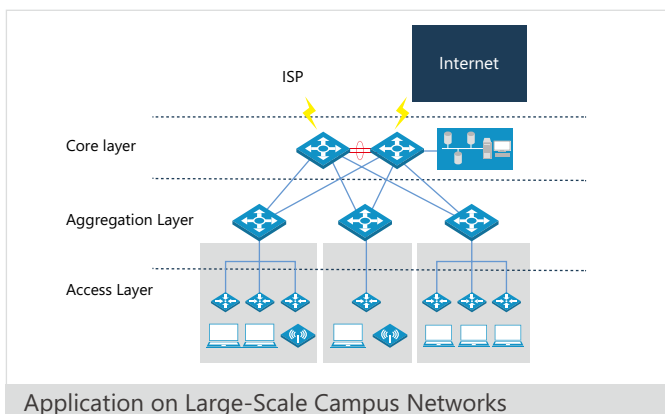 Internet
ISP
Core layer
Aggregation Layer
Access Layer
Application on Large-Scale Campus Networks